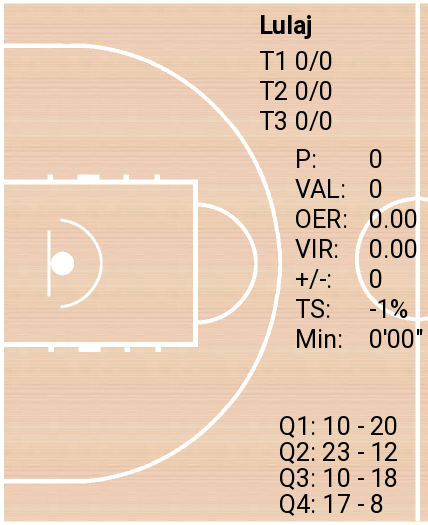 Lulaj
T1 0/0
T2 0/0
T3 0/0
P: 0
VAL: 0
OER: 0.00
VIR: 0.00
+/-: 0
TS: -1%
Min: 0'00"
Q1: 10 - 20
Q2: 23 - 12
Q3: 10 - 18
Q4: 17 - 8